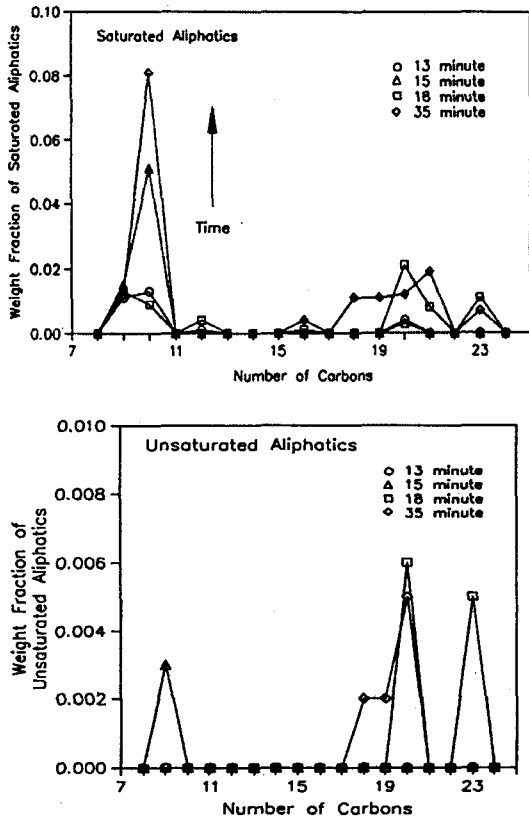 Saturated Aliphatics
13 minute
15 minute
18 minute
35 minute
Time
Weight Fraction of Saturated Aliphatics
0.10
0.08
0.06
0.04
0.02
0.00
7 11 15 19 23
Number of Carbons
Unsaturated Aliphatics
13 minute
15 minute
18 minute
35 minute
Weight Fraction of
Unsaturated Aliphatics
0.010
0.008
0.006
0.004
0.002
0.000
7 11 15 19 23
Number of Carbons